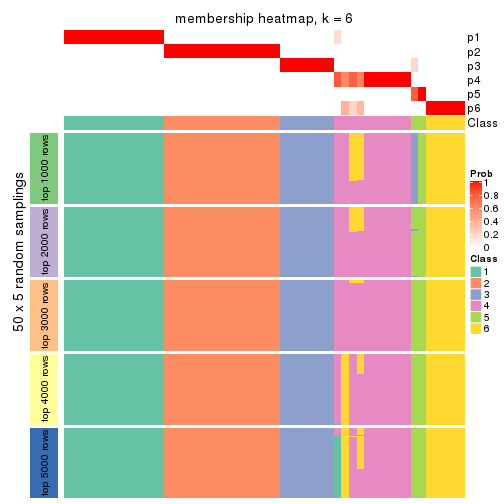 membership heatmap, k = 6
p1
p2
p3
p4
p5
p6
Class
50 x 5 random samplings
top 1000 rows
top 2000 rows
top 3000 rows
top 4000 rows
top 5000 rows
Prob
1
0.8
0.6
0.4
0.2
0
Class
1
2
3
4
5
6